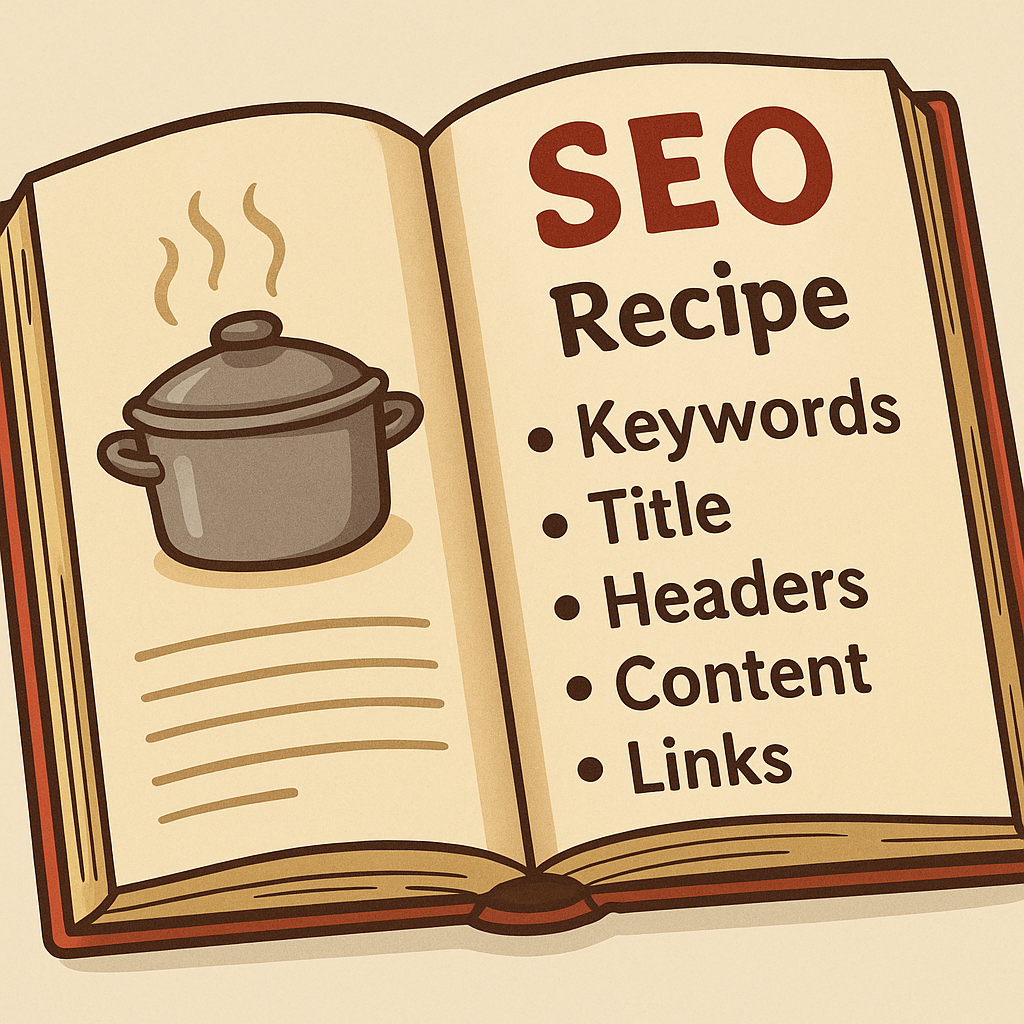 SEO
Recipe
• Keywords
• Title
• Headers
• Content
• Links